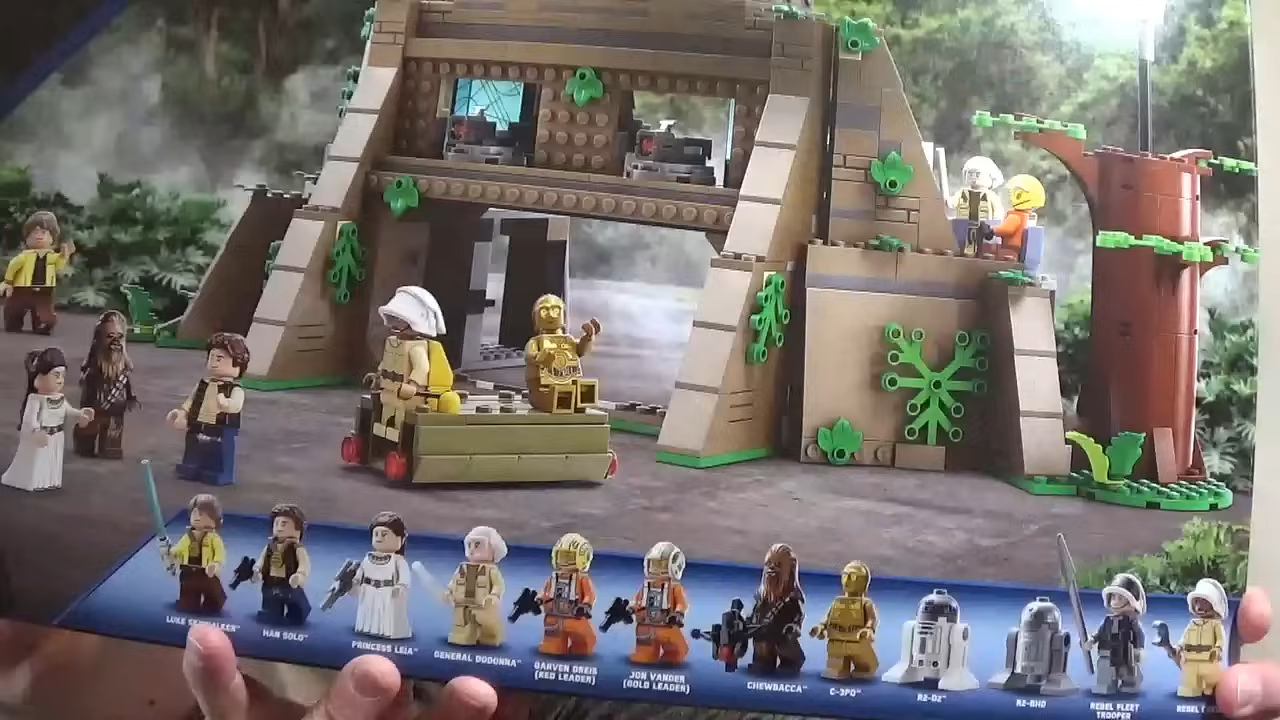 LUKE SKYWALKER™
HAN SOLO™
PRINCESS LEIA™
GENERAL DODONNA™
GARVEN DREIS
(RED LEADER)
JON VANDER
(GOLD LEADER)
CHEWBACCA™
C-3PO™
R2-D2™
R2-BHD
REBEL FLEET
TROOPER
REBEL